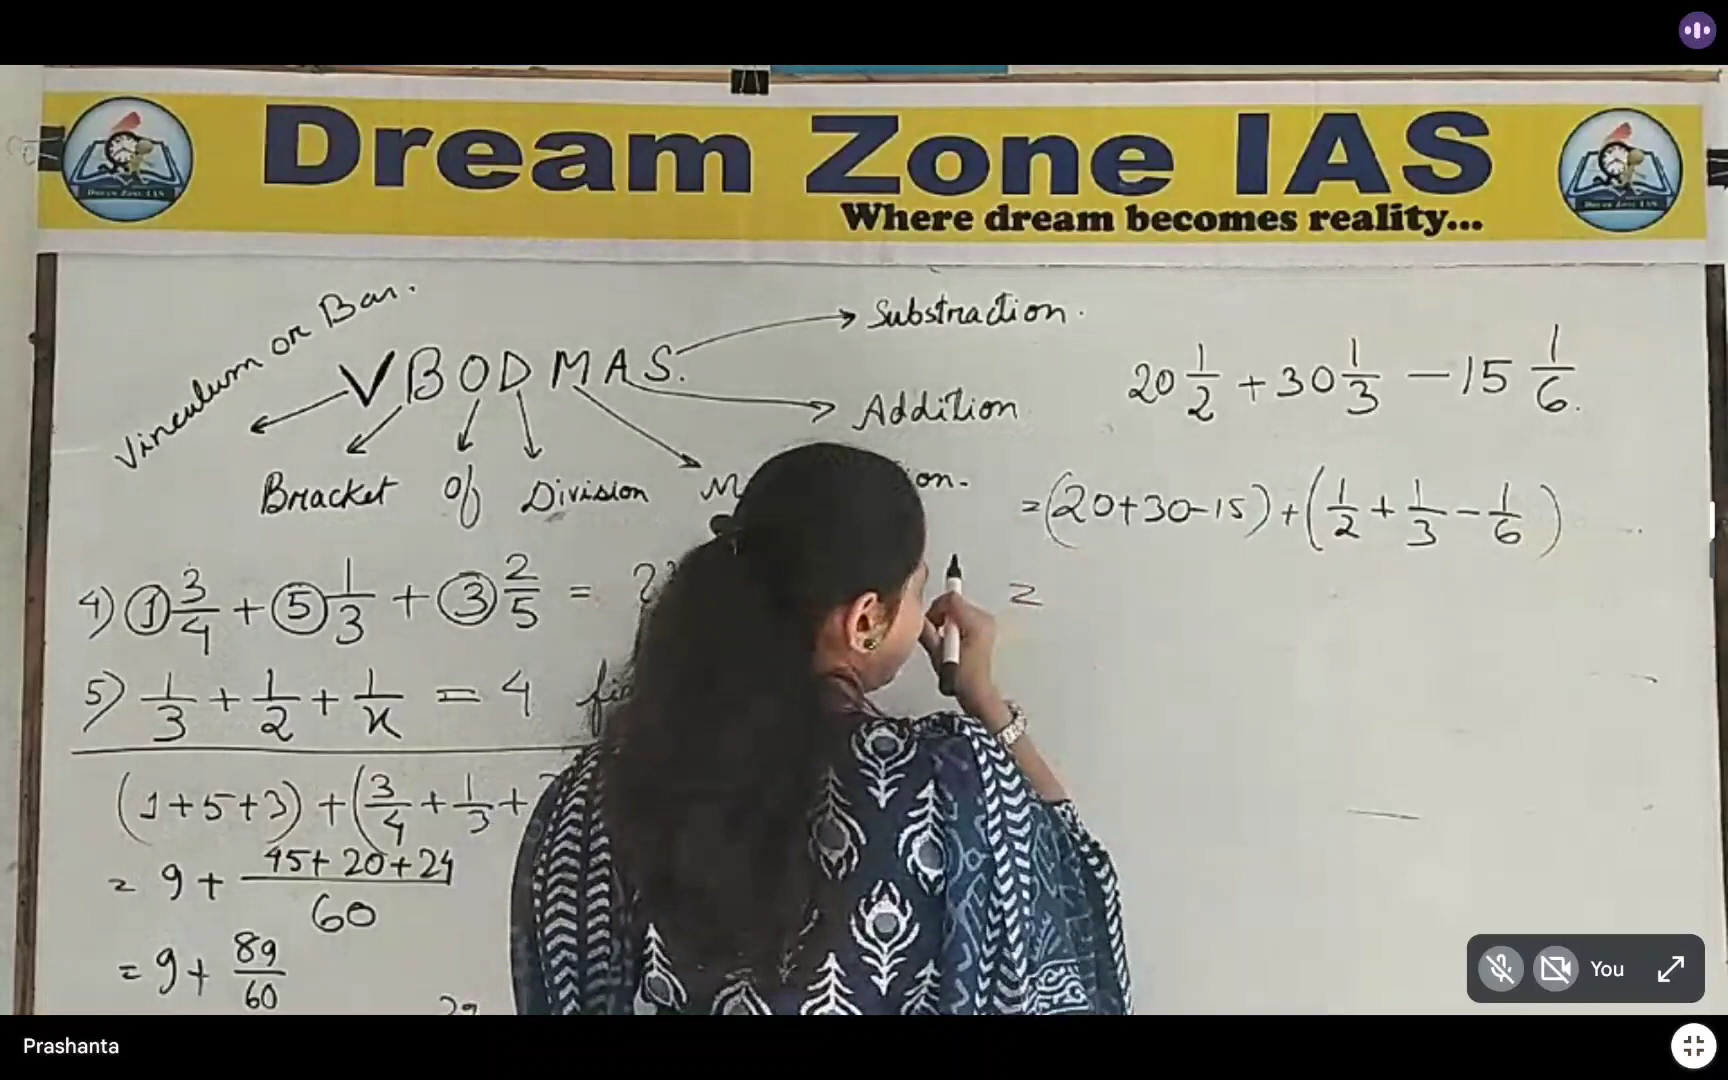 Dream Zone IAS
Where dream becomes reality...
Vinculum or Bar.
VBODMAS.
Substraction.
Addition
Bracket of Division
20 1/2 + 30 1/3 - 15 1/6.
= (20+30-15) + (1/2 + 1/3 - 1/6)
=
4) 1 3/4 + 5 1/3 + 3 2/5 =
5) 1/3 + 1/2 + 1/x = 4
(1+5+3) + (3/4 + 1/3 +
= 9 + 45+20+24/60
= 9 + 89/60
You
Prashanta